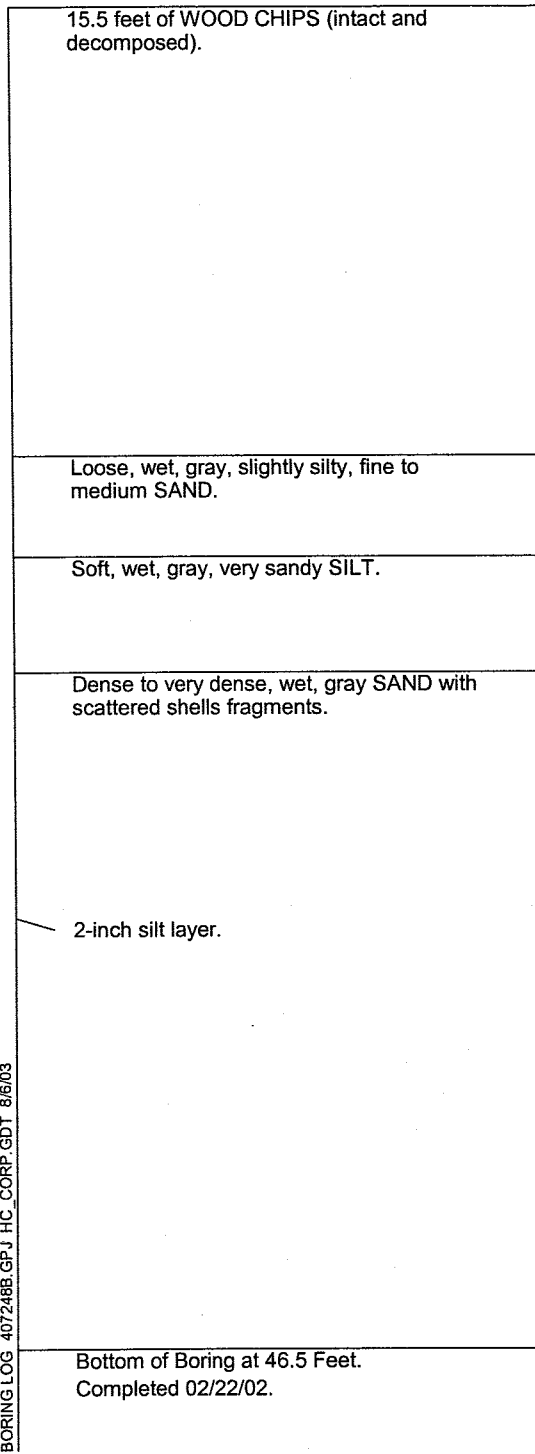 15.5 feet of WOOD CHIPS (intact and
decomposed).
Loose, wet, gray, slightly silty, fine to
medium SAND.
Soft, wet, gray, very sandy SILT.
Dense to very dense, wet, gray SAND with
scattered shells fragments.
2-inch silt layer.
Bottom of Boring at 46.5 Feet.
Completed 02/22/02.
BORING LOG 407248B.GPJ HC_CORP.GDT 8/6/03